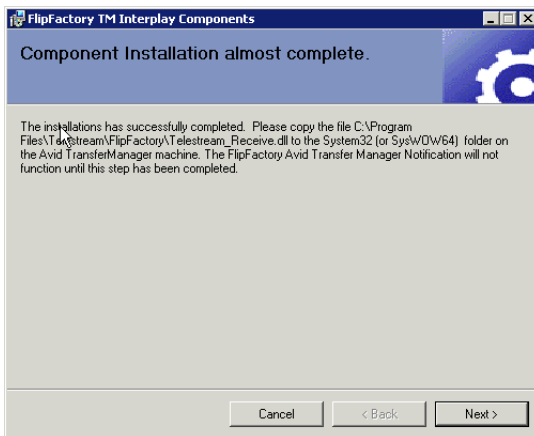 FlipFactory TM Interplay Components
Component Installation almost complete.
The installations has successfully completed. Please copy the file C:\Program
Files\Telestream\FlipFactory\Telestream_Receive.dll to the System32 (or SysWOW64) folder on
the Avid TransferManager machine. The FlipFactory Avid Transfer Manager Notification will not
function until this step has been completed.
Cancel
< Back
Next >